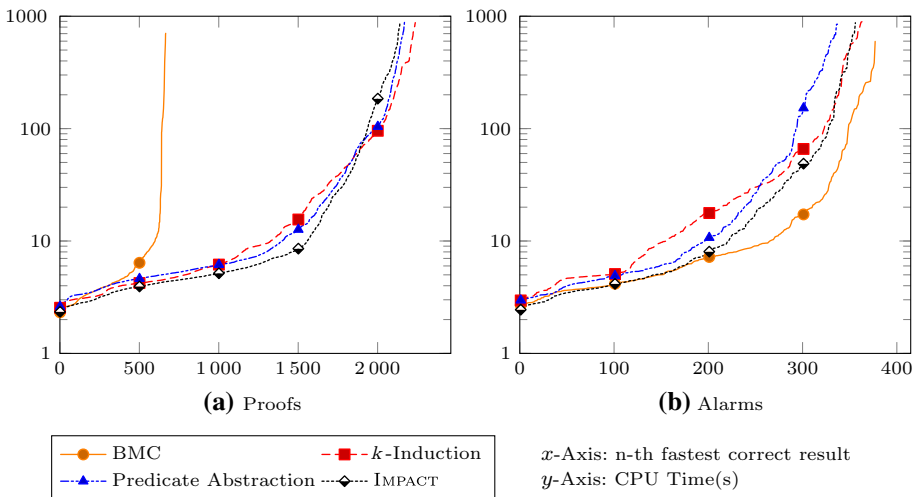 1000
1000
100
100
10
10
1
1
0 500 1 000 1 500 2 000
0 100 200 300 400
(a) Proofs
(b) Alarms
BMC
k-Induction
Predicate Abstraction
IMPACT
x-Axis: n-th fastest correct result
y-Axis: CPU Time(s)